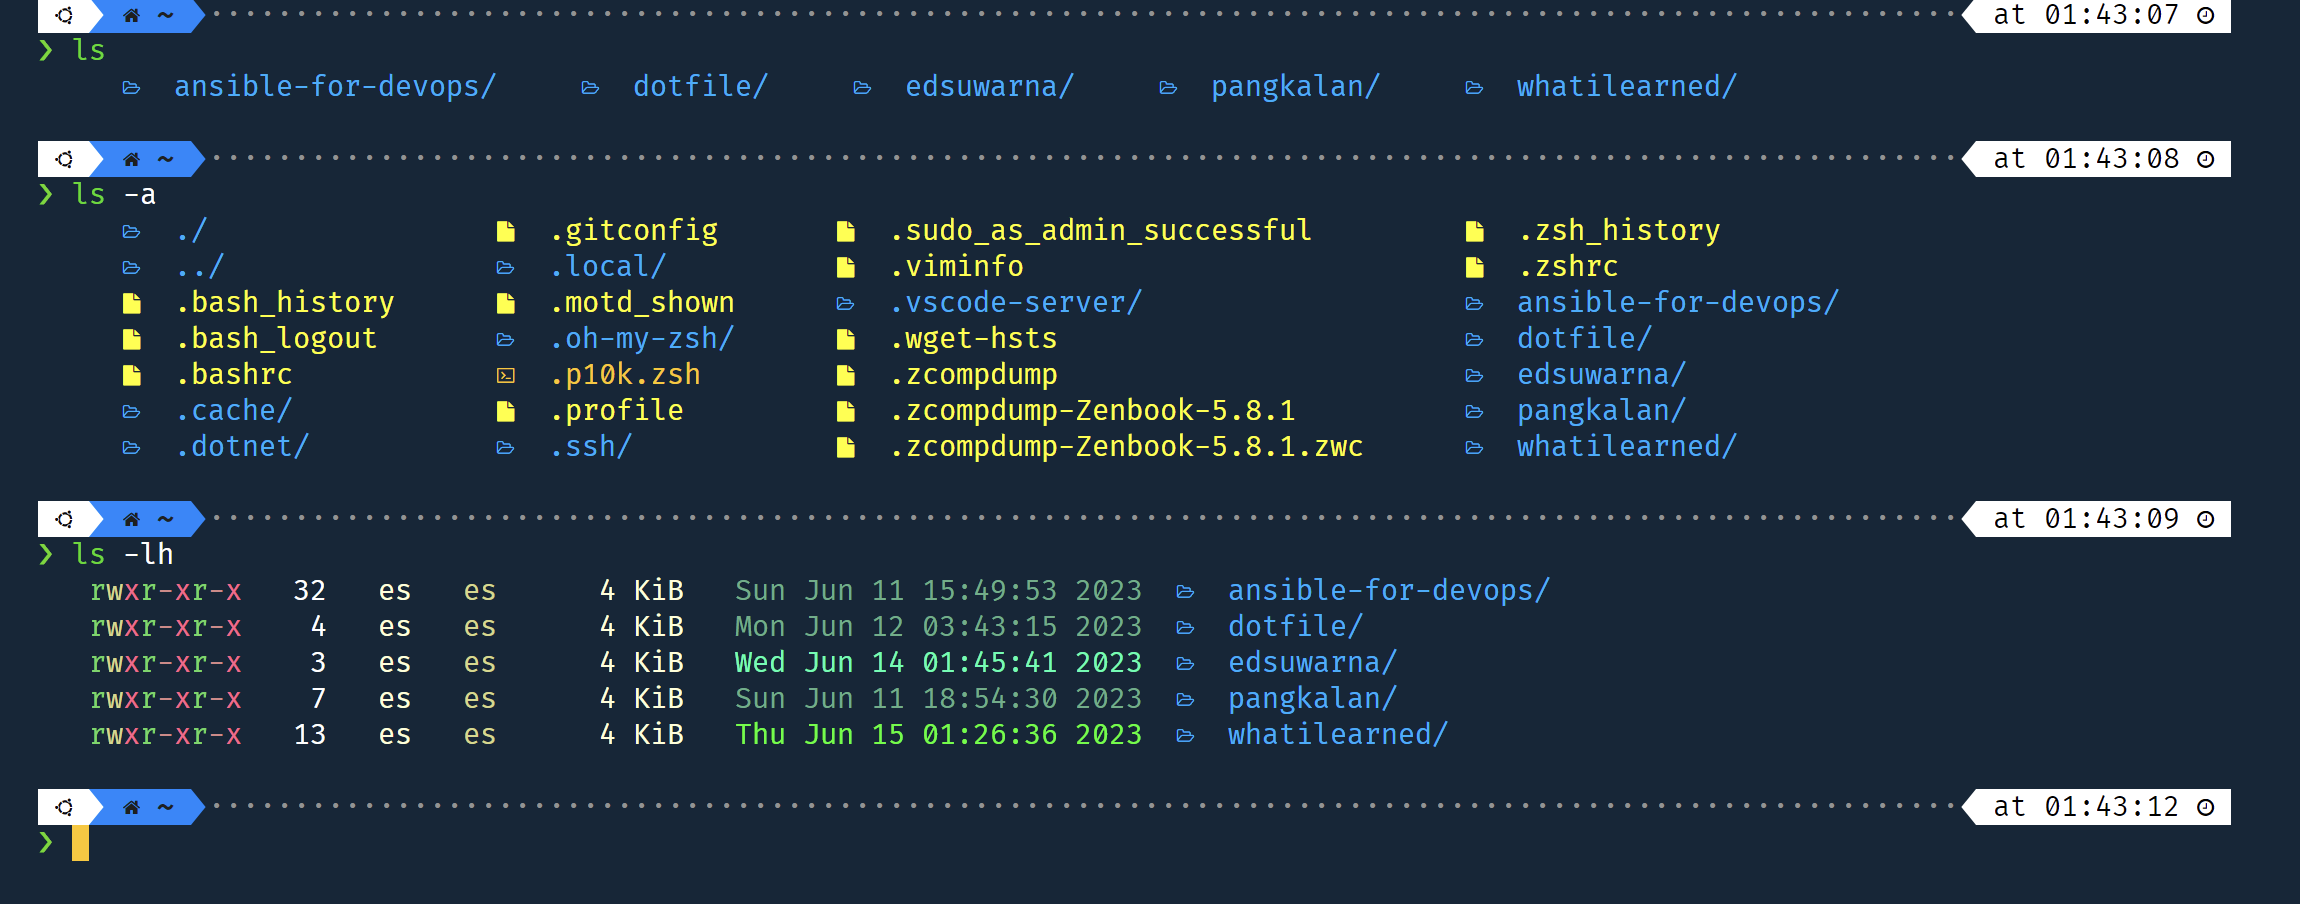 ~ at 01:43:07
❯ ls
ansible-for-devops/ dotfile/ edsuwarna/ pangkalan/ whatilearned/
~ at 01:43:08
❯ ls -a
./ .gitconfig .sudo_as_admin_successful .zsh_history
../ .local/ .viminfo .zshrc
.bash_history .motd_shown .vscode-server/ ansible-for-devops/
.bash_logout .oh-my-zsh/ .wget-hsts dotfile/
.bashrc .p10k.zsh .zcompdump edsuwarna/
.cache/ .profile .zcompdump-Zenbook-5.8.1 pangkalan/
.dotnet/ .ssh/ .zcompdump-Zenbook-5.8.1.zwc whatilearned/
~ at 01:43:09
❯ ls -lh
rwxr-xr-x 32 es es 4 KiB Sun Jun 11 15:49:53 2023 ansible-for-devops/
rwxr-xr-x 4 es es 4 KiB Mon Jun 12 03:43:15 2023 dotfile/
rwxr-xr-x 3 es es 4 KiB Wed Jun 14 01:45:41 2023 edsuwarna/
rwxr-xr-x 7 es es 4 KiB Sun Jun 11 18:54:30 2023 pangkalan/
rwxr-xr-x 13 es es 4 KiB Thu Jun 15 01:26:36 2023 whatilearned/
~ at 01:43:12
❯